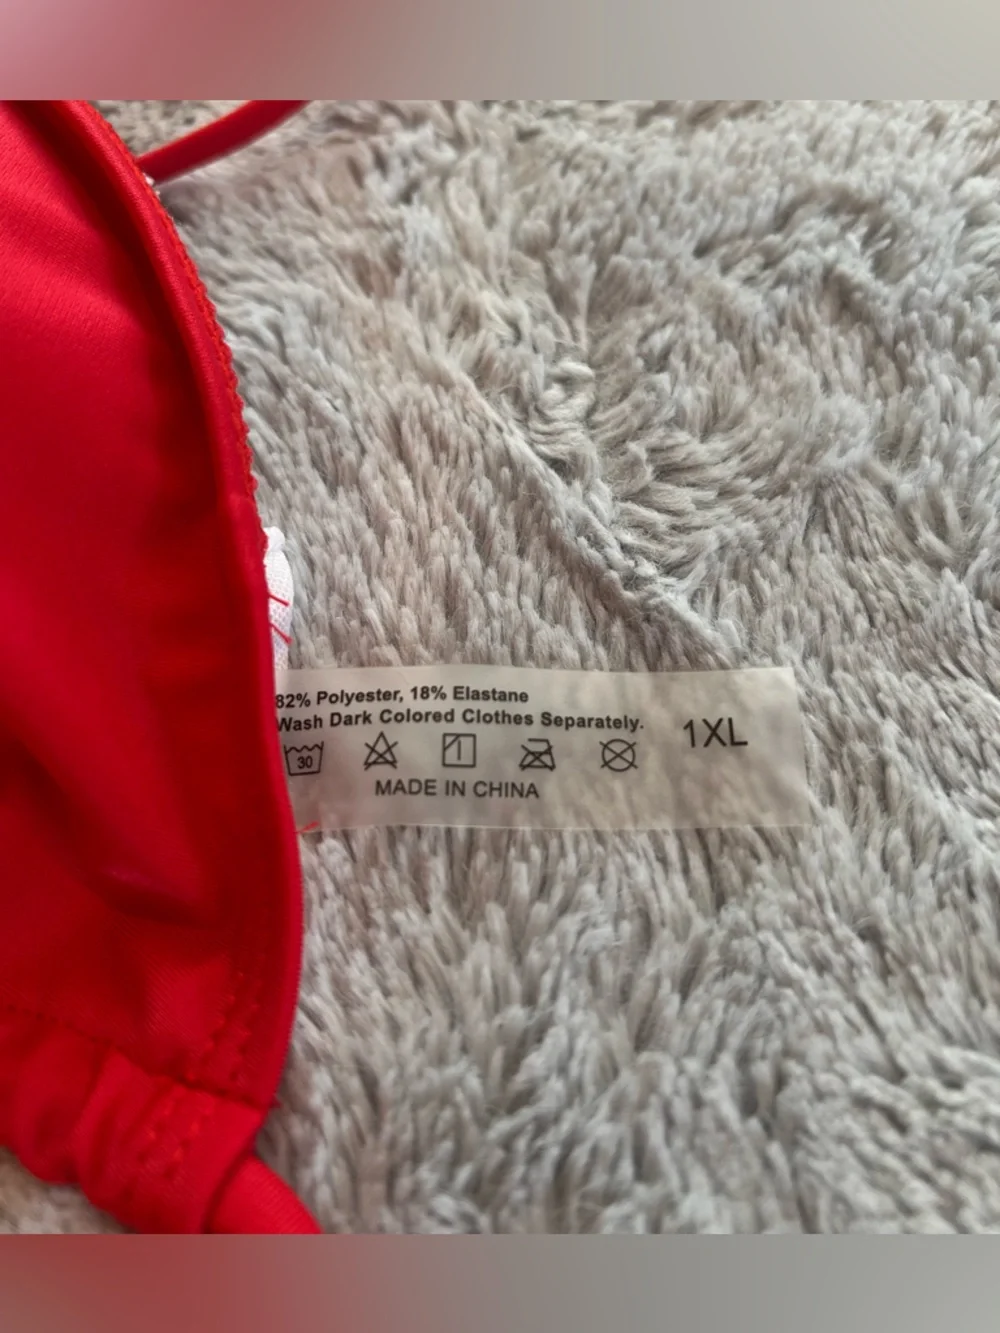 82% Polyester, 18% Elastane
Wash Dark Colored Clothes Separately.
1XL
30
MADE IN CHINA